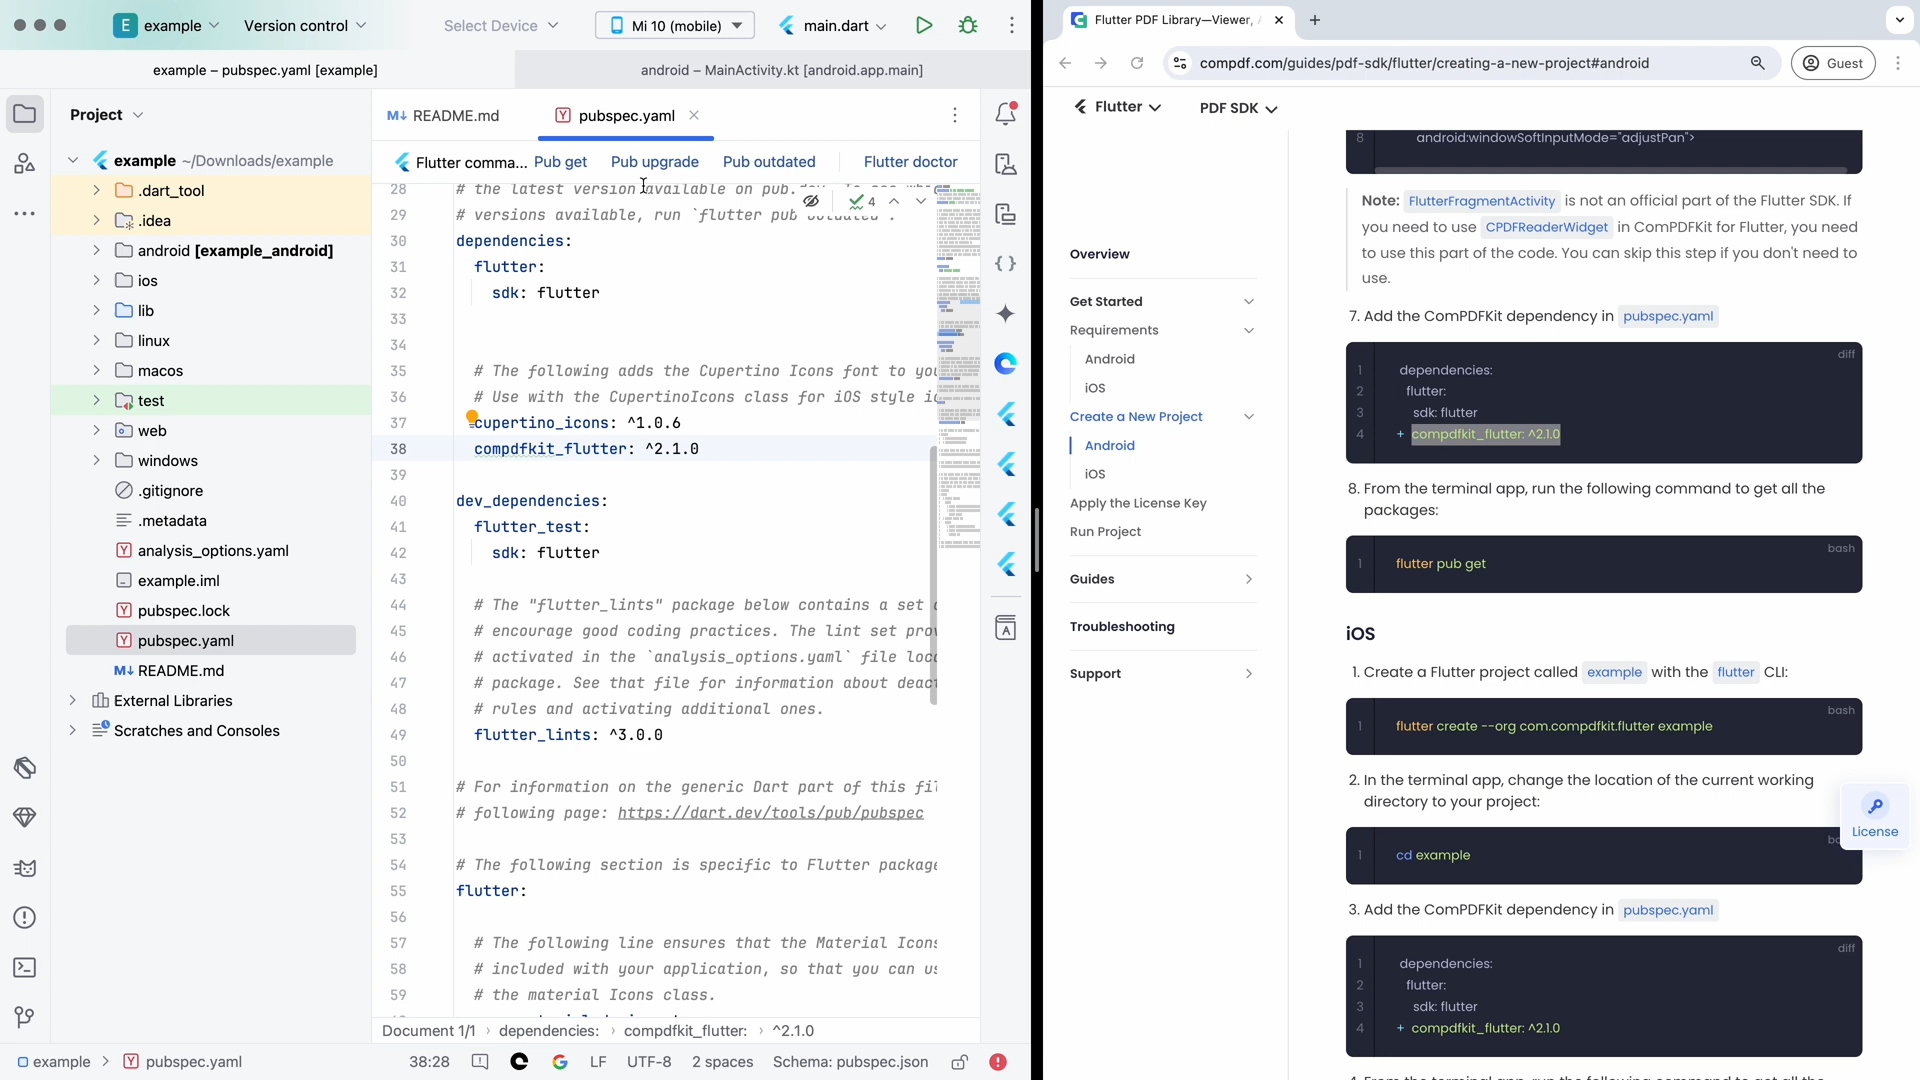 E example Version control Select Device Mi 10 (mobile) main.dart
example – pubspec.yaml [example]
android – MainActivity.kt [android.app.main]
Project
example ~/Downloads/example
.dart_tool
.idea
android [example_android]
ios
lib
linux
macos
test
web
windows
.gitignore
.metadata
analysis_options.yaml
example.iml
pubspec.lock
pubspec.yaml
README.md
External Libraries
Scratches and Consoles
README.md
pubspec.yaml
Flutter comma... Pub get Pub upgrade Pub outdated Flutter doctor
4
28 # the latest version available on pub.
29 # versions available, run `flutter pub outdated`.
30 dependencies:
31 flutter:
32 sdk: flutter
33
34
35 # The following adds the Cupertino Icons font to you
36 # Use with the CupertinoIcons class for iOS style ic
37 cupertino_icons: ^1.0.6
38 compdfkit_flutter: ^2.1.0
39
40 dev_dependencies:
41 flutter_test:
42 sdk: flutter
43
44 # The "flutter_lints" package below contains a set o
45 # encourage good coding practices. The lint set prov
46 # activated in the `analysis_options.yaml` file loca
47 # package. See that file for information about deact
48 # rules and activating additional ones.
49 flutter_lints: ^3.0.0
50
51 # For information on the generic Dart part of this fil
52 # following page: https://dart.dev/tools/pub/pubspec
53
54 # The following section is specific to Flutter package
55 flutter:
56
57 # The following line ensures that the Material Icons
58 # included with your application, so that you can us
59 # the material Icons class.
Document 1/1 › dependencies: › compdfkit_flutter: › ^2.1.0
example › pubspec.yaml 38:28 LF UTF-8 2 spaces Schema: pubspec.json
Flutter PDF Library—Viewer,
compdf.com/guides/pdf-sdk/flutter/creating-a-new-project#android
Guest
Flutter PDF SDK
Overview
Get Started
Requirements
Android
iOS
Create a New Project
Android
iOS
Apply the License Key
Run Project
Guides
Troubleshooting
Support
8 android:windowSoftInputMode="adjustPan">
Note: FlutterFragmentActivity is not an official part of the Flutter SDK. If
you need to use CPDFReaderWidget in ComPDFKit for Flutter, you need
to use this part of the code. You can skip this step if you don't need to
use.
7. Add the ComPDFKit dependency in pubspec.yaml
diff
1 dependencies:
2 flutter:
3 sdk: flutter
4 + compdfkit_flutter: ^2.1.0
8. From the terminal app, run the following command to get all the
packages:
bash
1 flutter pub get
iOS
1. Create a Flutter project called example with the flutter CLI:
bash
1 flutter create --org com.compdfkit.flutter example
2. In the terminal app, change the location of the current working
directory to your project:
1 cd example
License
3. Add the ComPDFKit dependency in pubspec.yaml
diff
1 dependencies:
2 flutter:
3 sdk: flutter
4 + compdfkit_flutter: ^2.1.0